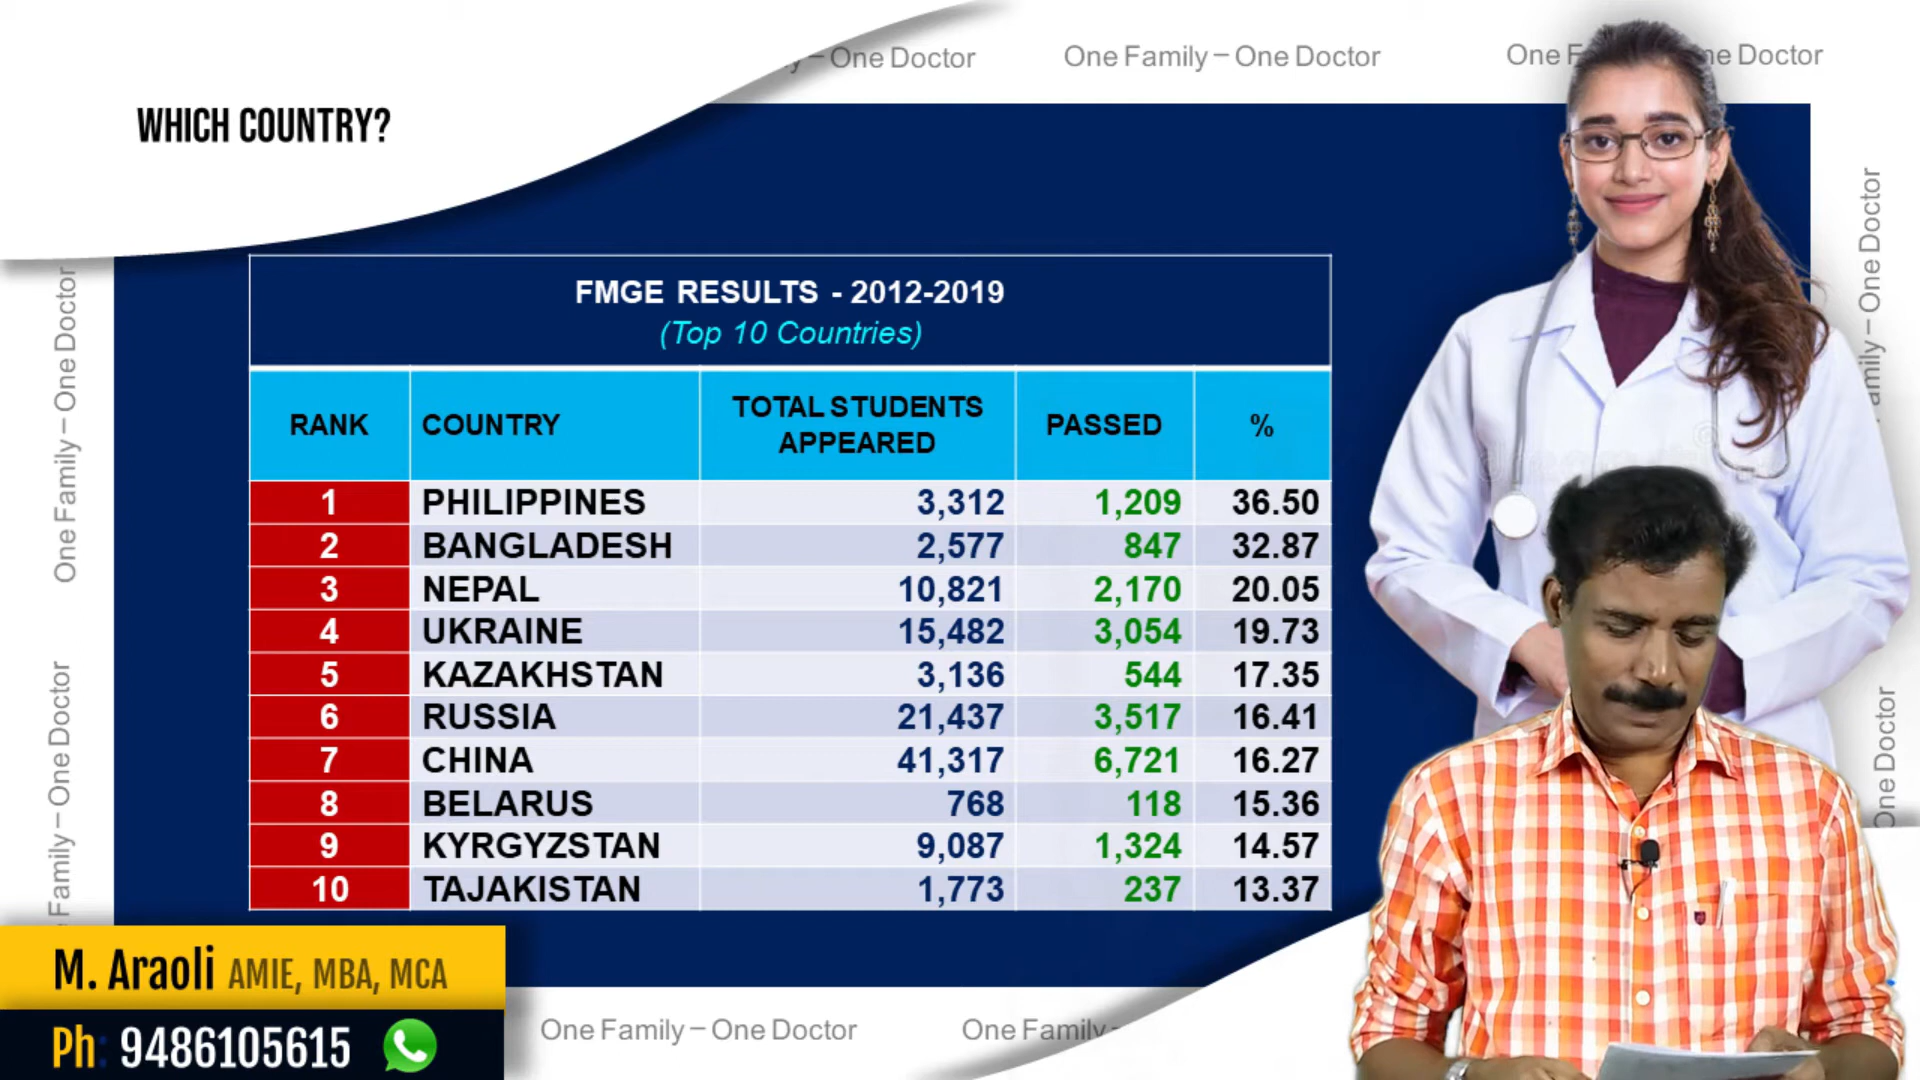 One Doctor
One Family – One Doctor
One Doctor
WHICH COUNTRY?
FMGE RESULTS - 2012-2019
(Top 10 Countries)
RANK COUNTRY TOTAL STUDENTS APPEARED PASSED %
1 PHILIPPINES 3,312 1,209 36.50
2 BANGLADESH 2,577 847 32.87
3 NEPAL 10,821 2,170 20.05
4 UKRAINE 15,482 3,054 19.73
5 KAZAKHSTAN 3,136 544 17.35
6 RUSSIA 21,437 3,517 16.41
7 CHINA 41,317 6,721 16.27
8 BELARUS 768 118 15.36
9 KYRGYZSTAN 9,087 1,324 14.57
10 TAJAKISTAN 1,773 237 13.37
One Family – One Doctor
Family – One Doctor
– One Doctor
One Doctor
M. Araoli AMIE, MBA, MCA
Ph: 9486105615
One Family – One Doctor
One Family –